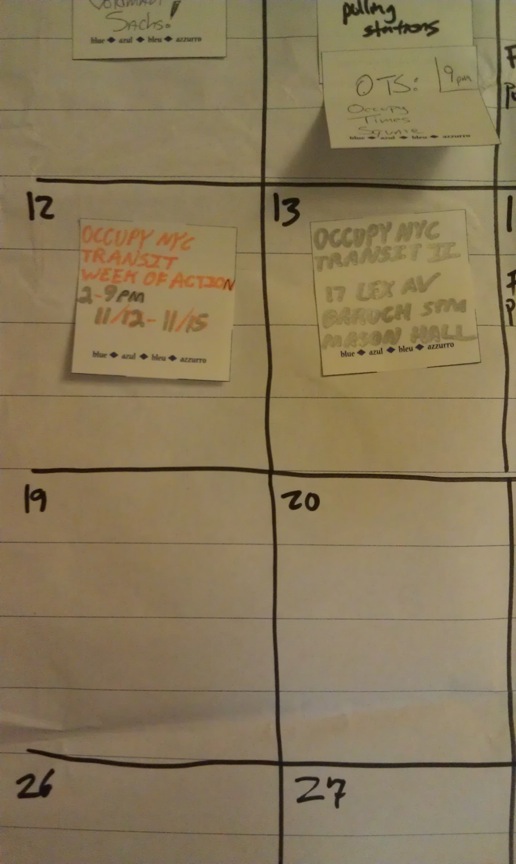 Sachs!
blue ◆ azul ◆ bleu ◆ azzurro
polling
stations
OTS: 9pm
Occupy
Times
Square
blue ◆ azul ◆ bleu ◆ azzurro
12
OCCUPY NYC
TRANSIT
WEEK OF ACTION
2-9PM
11/12 - 11/15
blue ◆ azul ◆ bleu ◆ azzurro
13
OCCUPY NYC
TRANSIT II
17 LEX AV
BARUCH 5PM
MASON HALL
blue ◆ azul ◆ bleu ◆ azzurro
19
20
26
27